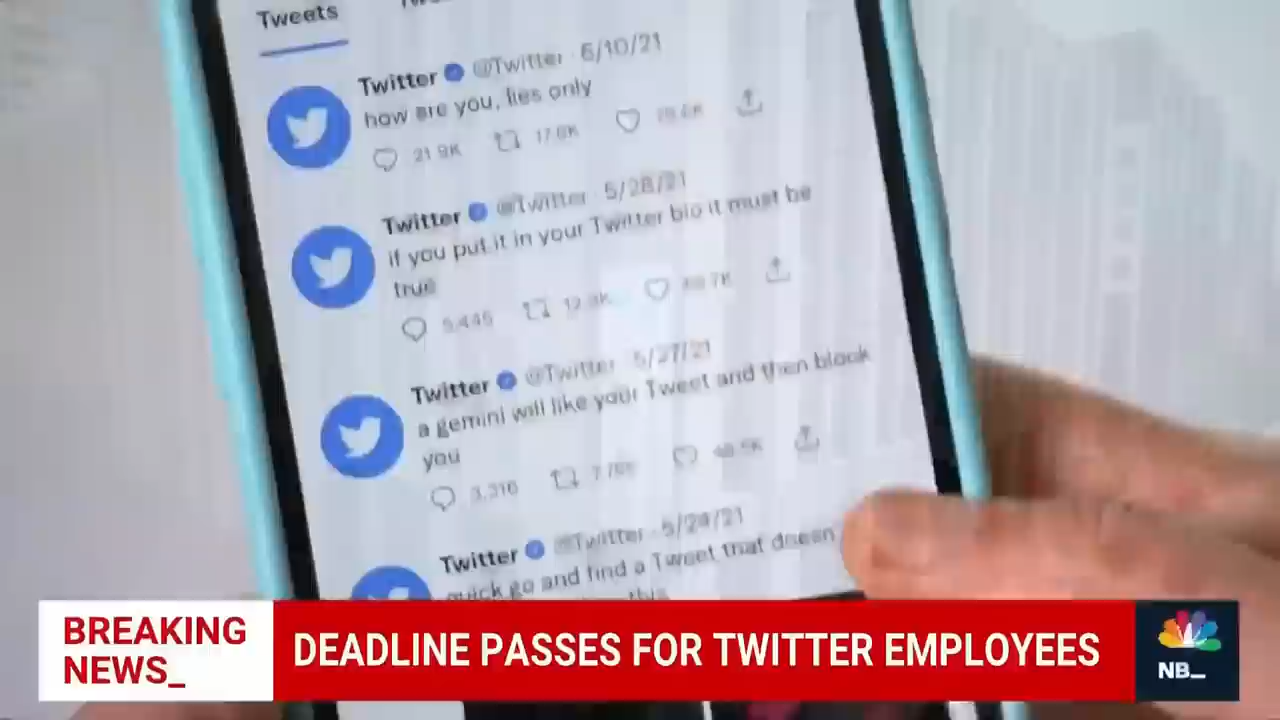 Tweets
Twitter @Twitter · 6/10/21
how are you, lies only
21.9K 17.6K
Twitter @Twitter · 5/28/21
if you put it in your Twitter bio it must be
true
5,445
Twitter @Twitter · 5/27/21
a gemini will like your Tweet and then block
you
3,316
Twitter @Twitter · 5/24/21
quick go and find a Tweet that doesn
this
BREAKING
NEWS_
DEADLINE PASSES FOR TWITTER EMPLOYEES
NB_